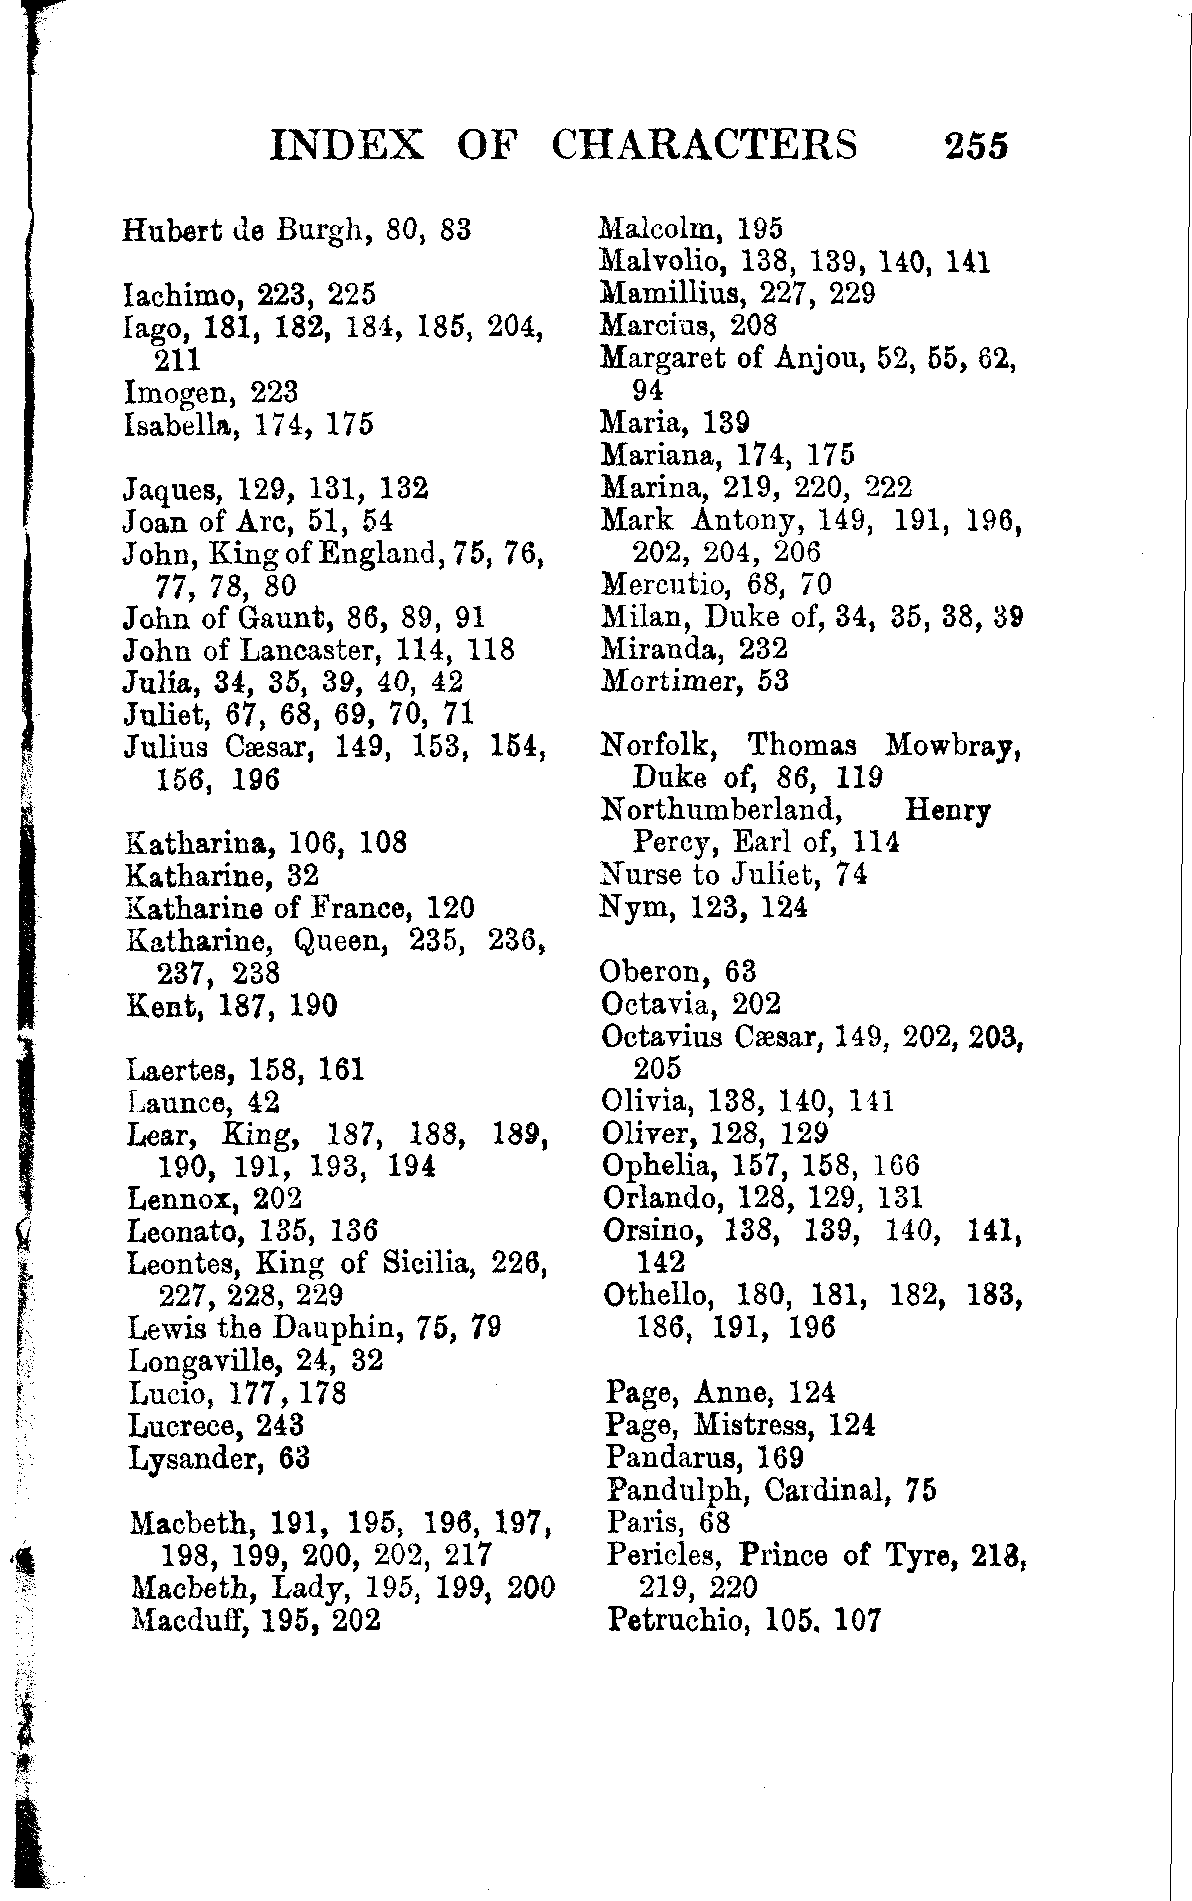 INDEX OF CHARACTERS 255
Hubert de Burgh, 80, 83
Iachimo, 223, 225
Iago, 181, 182, 184, 185, 204,
211
Imogen, 223
Isabella, 174, 175
Jaques, 129, 131, 132
Joan of Arc, 51, 54
John, King of England, 75, 76,
77, 78, 80
John of Gaunt, 86, 89, 91
John of Lancaster, 114, 118
Julia, 34, 35, 39, 40, 42
Juliet, 67, 68, 69, 70, 71
Julius Cæsar, 149, 153, 154,
156, 196
Katharina, 106, 108
Katharine, 32
Katharine of France, 120
Katharine, Queen, 235, 236,
237, 238
Kent, 187, 190
Laertes, 158, 161
Launce, 42
Lear, King, 187, 188, 189,
190, 191, 193, 194
Lennox, 202
Leonato, 135, 136
Leontes, King of Sicilia, 226,
227, 228, 229
Lewis the Dauphin, 75, 79
Longaville, 24, 32
Lucio, 177, 178
Lucrece, 243
Lysander, 63
Macbeth, 191, 195, 196, 197,
198, 199, 200, 202, 217
Macbeth, Lady, 195, 199, 200
Macduff, 195, 202
Malcolm, 195
Malvolio, 138, 139, 140, 141
Mamillius, 227, 229
Marcius, 208
Margaret of Anjou, 52, 55, 62,
94
Maria, 139
Mariana, 174, 175
Marina, 219, 220, 222
Mark Antony, 149, 191, 196,
202, 204, 206
Mercutio, 68, 70
Milan, Duke of, 34, 35, 38, 39
Miranda, 232
Mortimer, 53
Norfolk, Thomas Mowbray,
Duke of, 86, 119
Northumberland, Henry
Percy, Earl of, 114
Nurse to Juliet, 74
Nym, 123, 124
Oberon, 63
Octavia, 202
Octavius Cæsar, 149, 202, 203,
205
Olivia, 138, 140, 141
Oliver, 128, 129
Ophelia, 157, 158, 166
Orlando, 128, 129, 131
Orsino, 138, 139, 140, 141,
142
Othello, 180, 181, 182, 183,
186, 191, 196
Page, Anne, 124
Page, Mistress, 124
Pandarus, 169
Pandulph, Cardinal, 75
Paris, 68
Pericles, Prince of Tyre, 218,
219, 220
Petruchio, 105, 107